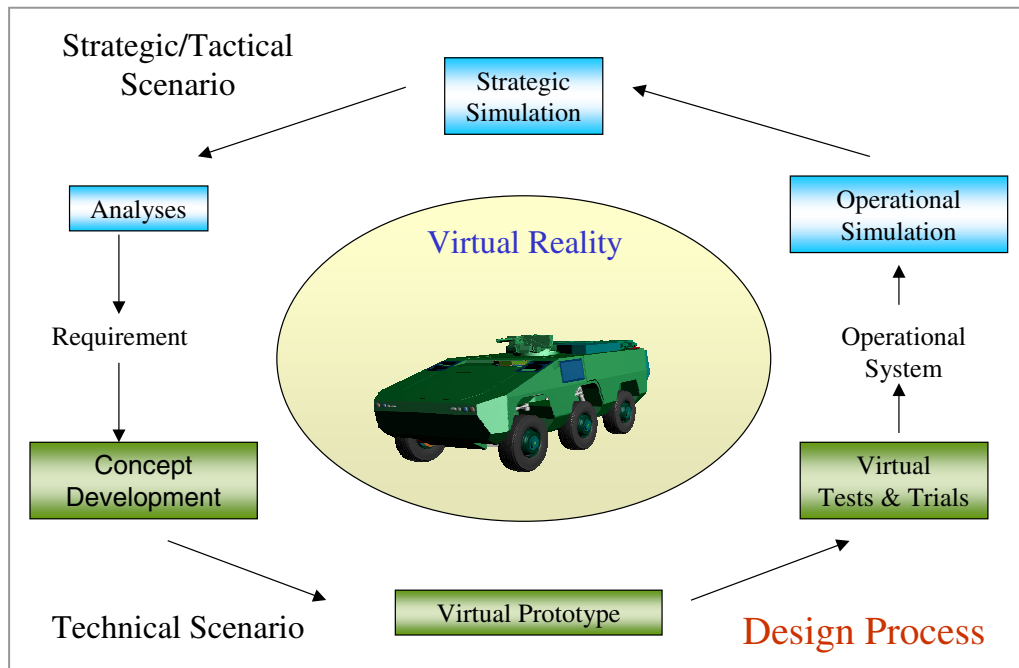 Strategic/Tactical
Scenario
Strategic
Simulation
Analyses
Operational
Simulation
Virtual Reality
Requirement
Operational
System
Concept
Development
Virtual
Tests & Trials
Virtual Prototype
Technical Scenario
Design Process